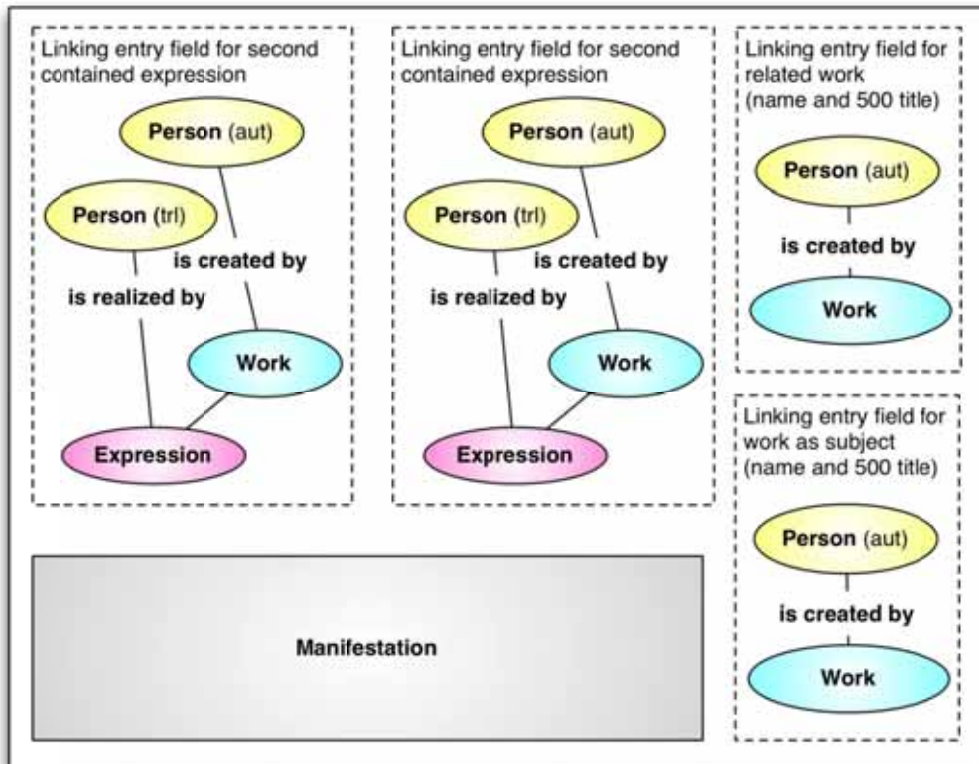 Linking entry field for second
contained expression
Person (aut)
Person (trl)
is created by
is realized by
Work
Expression
Linking entry field for second
contained expression
Person (aut)
Person (trl)
is created by
is realized by
Work
Expression
Linking entry field for
related work
(name and 500 title)
Person (aut)
is created by
Work
Linking entry field for
work as subject
(name and 500 title)
Person (aut)
is created by
Work
Manifestation